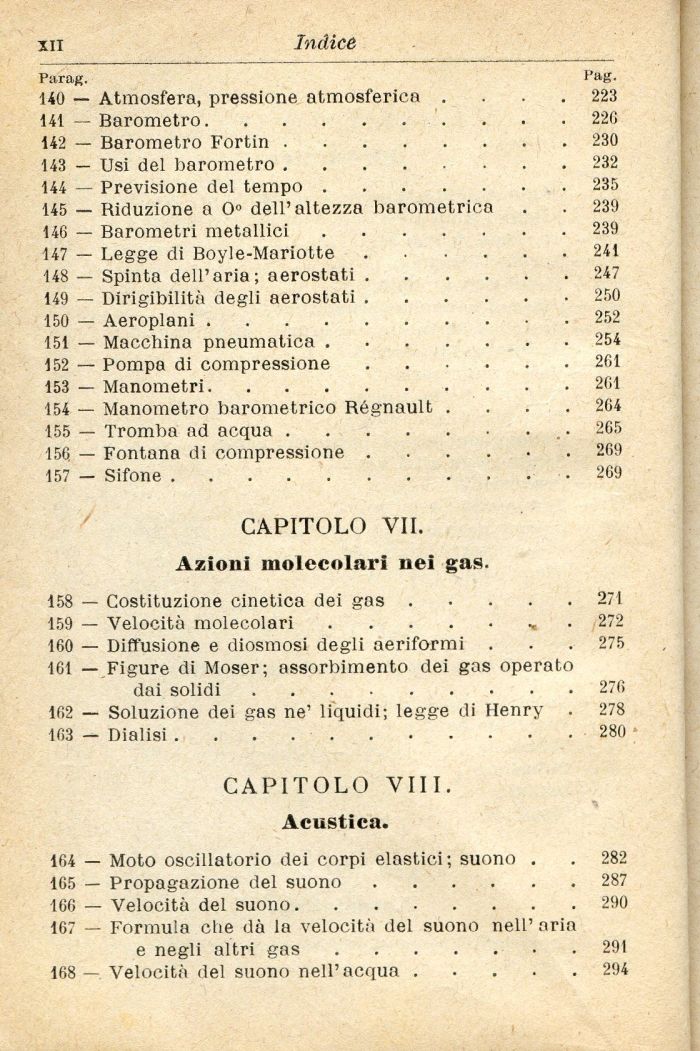 XII Indice
Parag. Pag.
140 — Atmosfera, pressione atmosferica . . . . 223
141 — Barometro. . . . . . . . . . 226
142 — Barometro Fortin . . . . . . . . 230
143 — Usi del barometro . . . . . . . . 232
144 — Previsione del tempo . . . . . . . 235
145 — Riduzione a 0º dell'altezza barometrica . . 239
146 — Barometri metallici . . . . . . . 239
147 — Legge di Boyle-Mariotte . . . . . . 241
148 — Spinta dell'aria; aerostati . . . . . . 247
149 — Dirigibilità degli aerostati . . . . . . 250
150 — Aeroplani . . . . . . . . . . 252
151 — Macchina pneumatica . . . . . . . 254
152 — Pompa di compressione . . . . . . 261
153 — Manometri. . . . . . . . . . 261
154 — Manometro barometrico Régnault . . . . 264
155 — Tromba ad acqua . . . . . . . . 265
156 — Fontana di compressione . . . . . . 269
157 — Sifone . . . . . . . . . . . 269
CAPITOLO VII.
Azioni molecolari nei gas.
158 — Costituzione cinetica dei gas . . . . . 271
159 — Velocità molecolari . . . . . . . 272
160 — Diffusione e diosmosi degli aeriformi . . . 275
161 — Figure di Moser; assorbimento dei gas operato
dai solidi . . . . . . . . . 276
162 — Soluzione dei gas ne' liquidi; legge di Henry . 278
163 — Dialisi . . . . . . . . . . . 280
CAPITOLO VIII.
Acustica.
164 — Moto oscillatorio dei corpi elastici; suono . . 282
165 — Propagazione del suono . . . . . . 287
166 — Velocità del suono. . . . . . . . 290
167 — Formula che dà la velocità del suono nell'aria
e negli altri gas . . . . . . . 291
168 — Velocità del suono nell'acqua . . . . . 294